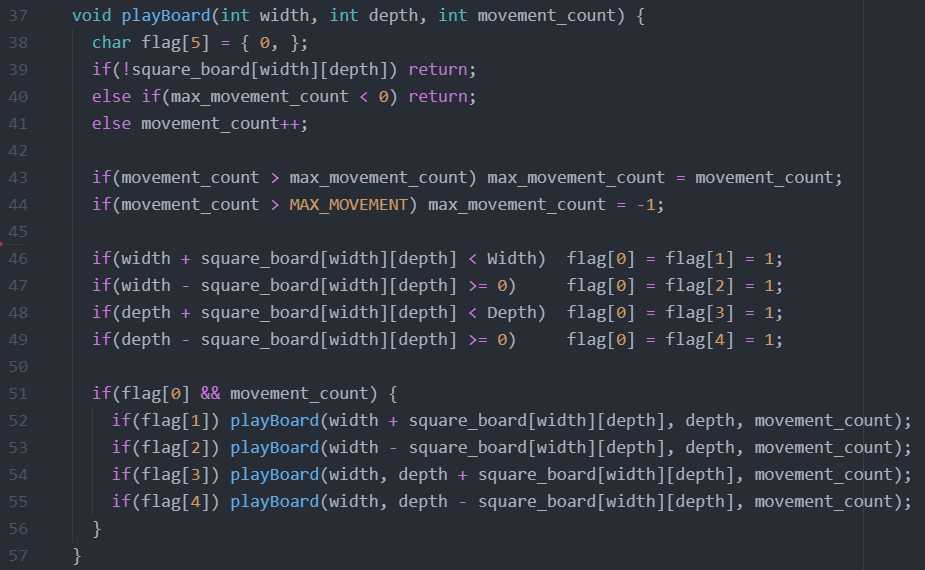 37 void playBoard(int width, int depth, int movement_count) {
38 char flag[5] = { 0, };
39 if(!square_board[width][depth]) return;
40 else if(max_movement_count < 0) return;
41 else movement_count++;
42
43 if(movement_count > max_movement_count) max_movement_count = movement_count;
44 if(movement_count > MAX_MOVEMENT) max_movement_count = -1;
45
46 if(width + square_board[width][depth] < Width) flag[0] = flag[1] = 1;
47 if(width - square_board[width][depth] >= 0) flag[0] = flag[2] = 1;
48 if(depth + square_board[width][depth] < Depth) flag[0] = flag[3] = 1;
49 if(depth - square_board[width][depth] >= 0) flag[0] = flag[4] = 1;
50
51 if(flag[0] && movement_count) {
52 if(flag[1]) playBoard(width + square_board[width][depth], depth, movement_count);
53 if(flag[2]) playBoard(width - square_board[width][depth], depth, movement_count);
54 if(flag[3]) playBoard(width, depth + square_board[width][depth], movement_count);
55 if(flag[4]) playBoard(width, depth - square_board[width][depth], movement_count);
56 }
57 }